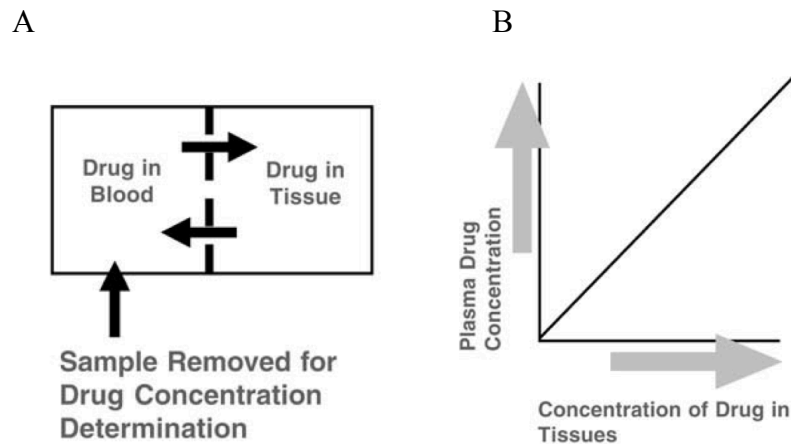 A
B
Drug in
Blood
Drug in
Tissue
Sample Removed for
Drug Concentration
Determination
Plasma Drug
Concentration
Concentration of Drug in
Tissues